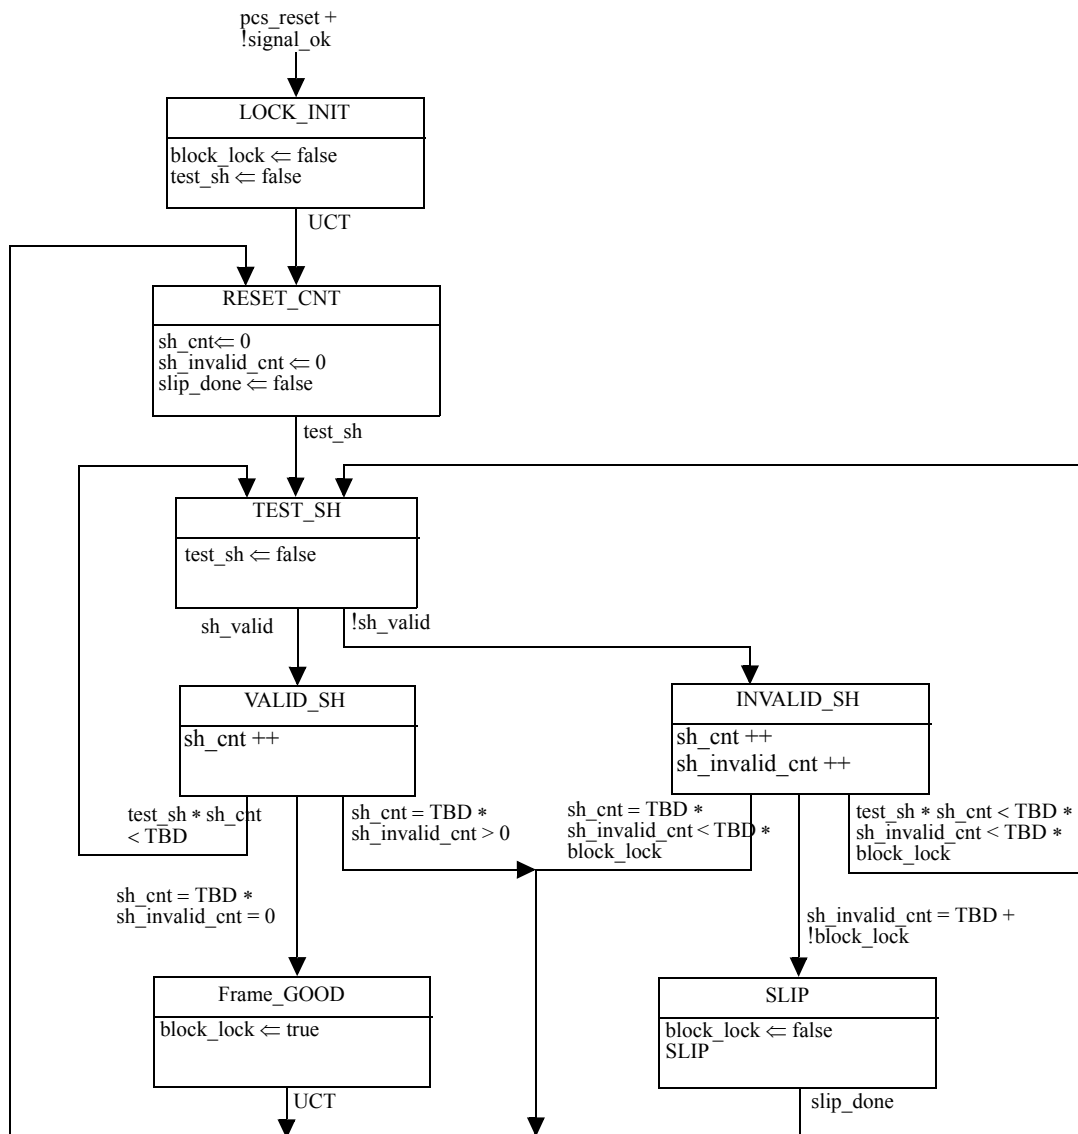 pcs_reset +
!signal_ok
LOCK_INIT
block_lock ⇐ false
test_sh ⇐ false
UCT
RESET_CNT
sh_cnt⇐ 0
sh_invalid_cnt ⇐ 0
slip_done ⇐ false
test_sh
TEST_SH
test_sh ⇐ false
sh_valid
!sh_valid
VALID_SH
sh_cnt ++
INVALID_SH
sh_cnt ++
sh_invalid_cnt ++
test_sh * sh_cnt
< TBD
sh_cnt = TBD *
sh_invalid_cnt > 0
sh_cnt = TBD *
sh_invalid_cnt < TBD *
block_lock
test_sh * sh_cnt < TBD *
sh_invalid_cnt < TBD *
block_lock
sh_cnt = TBD *
sh_invalid_cnt = 0
sh_invalid_cnt = TBD +
!block_lock
Frame_GOOD
block_lock ⇐ true
UCT
SLIP
block_lock ⇐ false
SLIP
slip_done